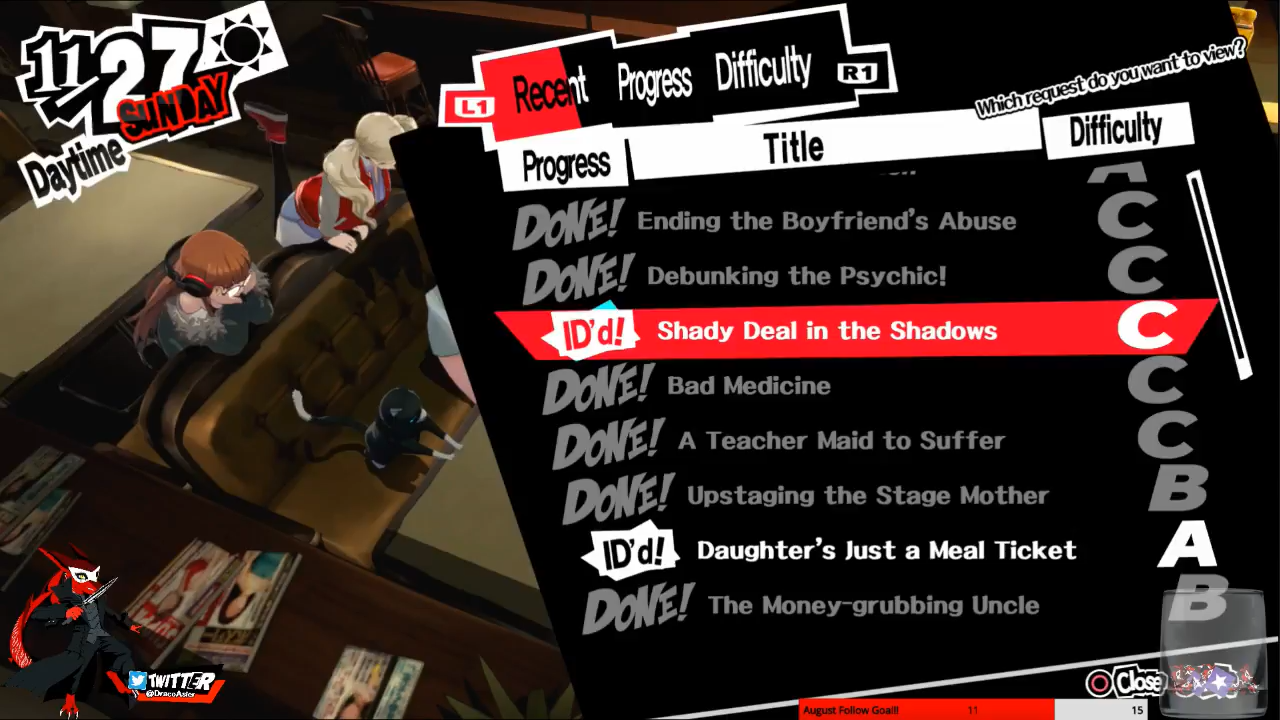 11/27
SUNDAY
Daytime
L1 Recent Progress Difficulty R1
Which request do you want to view?
Progress Title Difficulty
A
DONE! Ending the Boyfriend's Abuse C
DONE! Debunking the Psychic! C
ID'd! Shady Deal in the Shadows C
DONE! Bad Medicine C
DONE! A Teacher Maid to Suffer C
DONE! Upstaging the Stage Mother B
ID'd! Daughter's Just a Meal Ticket A
DONE! The Money-grubbing Uncle B
Close
TWITTER
@DracoAster
August Follow Goal!! 11 15